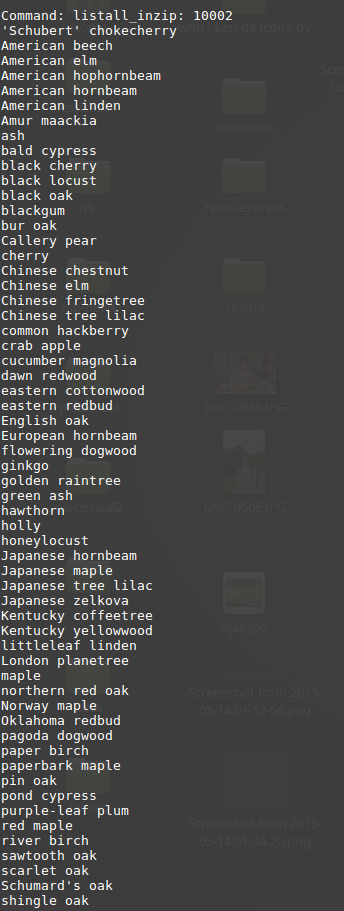 Command: listall_inzip: 10002
'Schubert' chokecherry
American beech
American elm
American hophornbeam
American hornbeam
American linden
Amur maackia
ash
bald cypress
black cherry
black locust
black oak
blackgum
bur oak
Callery pear
cherry
Chinese chestnut
Chinese elm
Chinese fringetree
Chinese tree lilac
common hackberry
crab apple
cucumber magnolia
dawn redwood
eastern cottonwood
eastern redbud
English oak
European hornbeam
flowering dogwood
ginkgo
golden raintree
green ash
hawthorn
holly
honeylocust
Japanese hornbeam
Japanese maple
Japanese tree lilac
Japanese zelkova
Kentucky coffeetree
Kentucky yellowwood
littleleaf linden
London planetree
maple
northern red oak
Norway maple
Oklahoma redbud
pagoda dogwood
paper birch
paperbark maple
pin oak
pond cypress
purple-leaf plum
red maple
river birch
sawtooth oak
scarlet oak
Schumard's oak
shingle oak
sentiment
nlp
react-express
team3
DSC_0835.JPG
DSC_0605.JPG
ajax.jpg
Screenshot from 2019-
05-14 01-13-56.png
Screenshot from 2019-
05-14 01-14-20.png